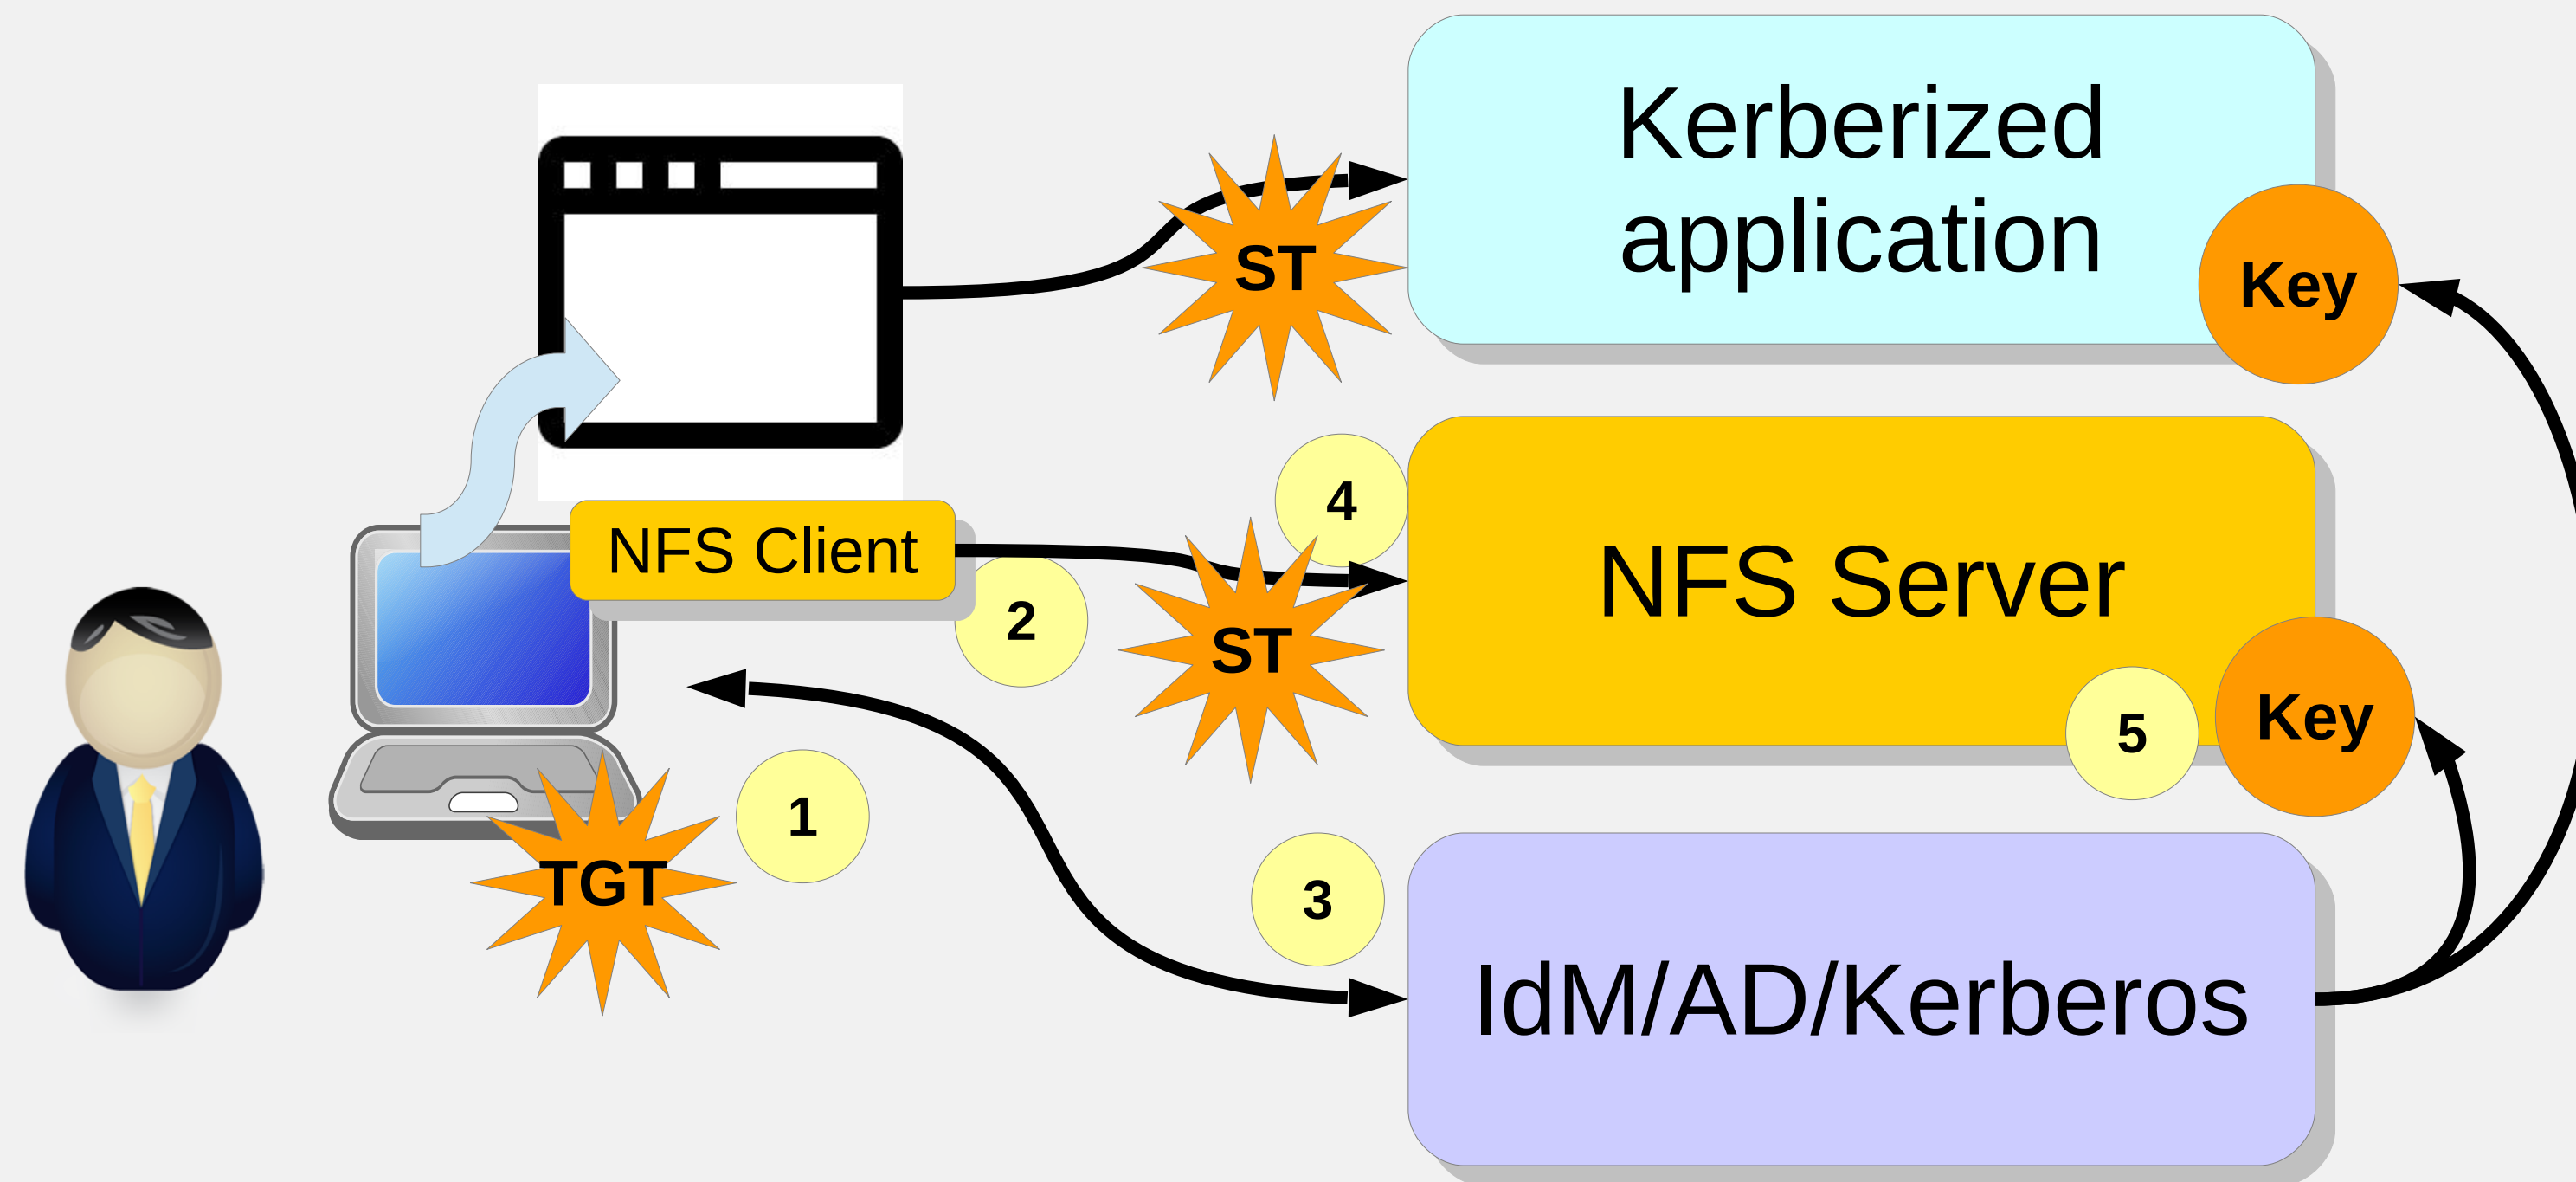 Kerberized
application
ST
Key
4
NFS Client
NFS Server
2
ST
Key
5
1
TGT
3
IdM/AD/Kerberos